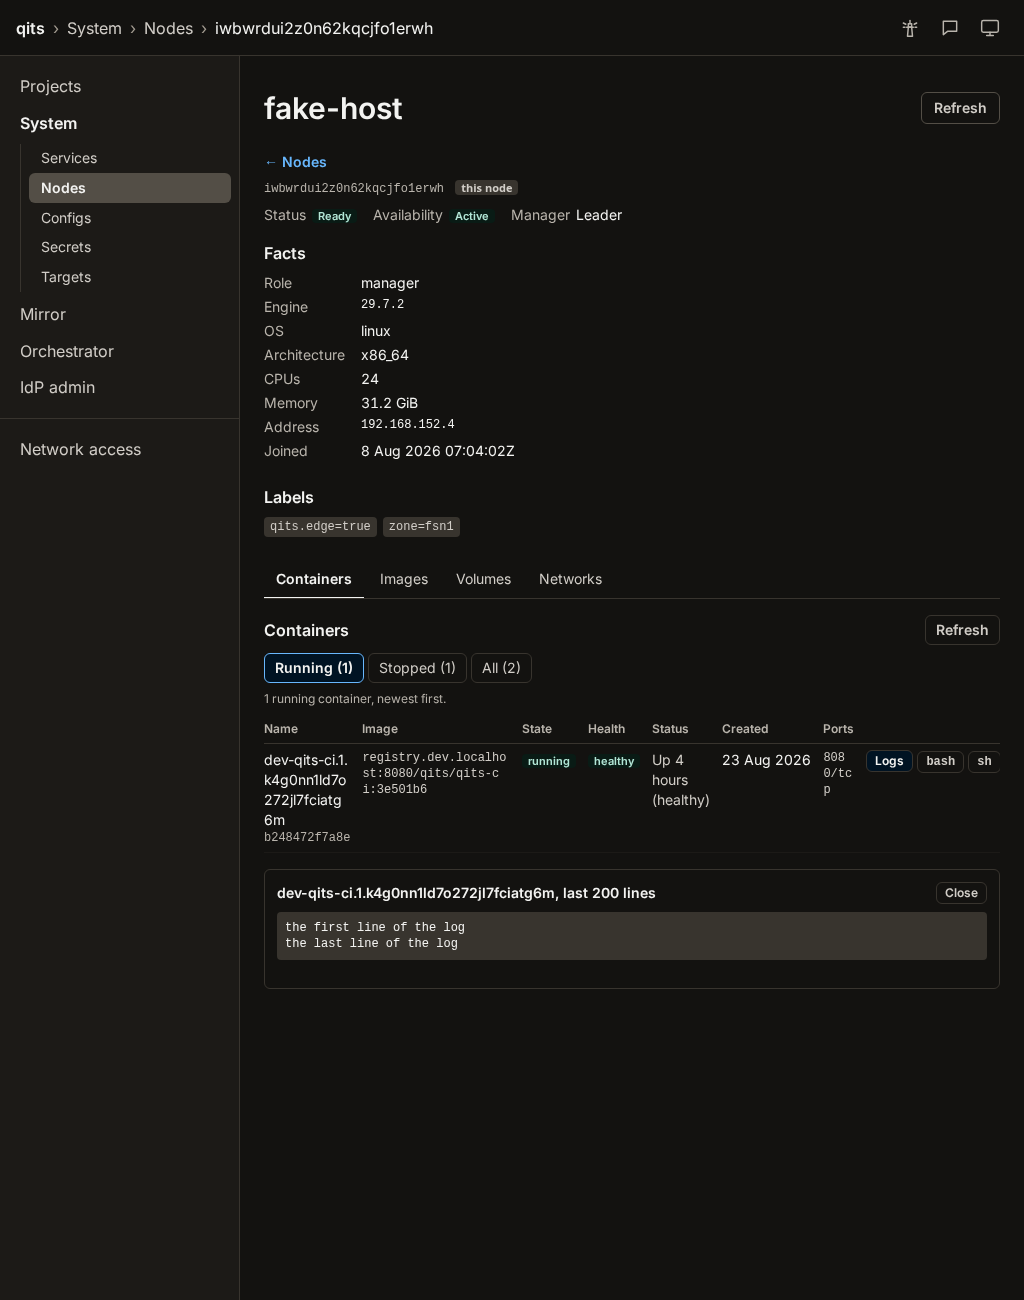 qits › System › Nodes › iwbwrdui2z0n62kqcjfo1erwh
Projects
System
Services
Nodes
Configs
Secrets
Targets
Mirror
Orchestrator
IdP admin
Network access
fake-host
Refresh
← Nodes
iwbwrdui2z0n62kqcjfo1erwh this node
Status Ready Availability Active Manager Leader
Facts
Role manager
Engine 29.7.2
OS linux
Architecture x86_64
CPUs 24
Memory 31.2 GiB
Address 192.168.152.4
Joined 8 Aug 2026 07:04:02Z
Labels
qits.edge=true zone=fsn1
Containers Images Volumes Networks
Containers
Refresh
Running (1) Stopped (1) All (2)
1 running container, newest first.
Name Image State Health Status Created Ports
dev-qits-ci.1.
k4g0nn1ld7o
272jl7fciatg
6m
b248472f7a8e
registry.dev.localho
st:8080/qits/qits-c
i:3e501b6
running
healthy
Up 4
hours
(healthy)
23 Aug 2026
808
0/tc
p
Logs bash sh
dev-qits-ci.1.k4g0nn1ld7o272jl7fciatg6m, last 200 lines
Close
the first line of the log
the last line of the log